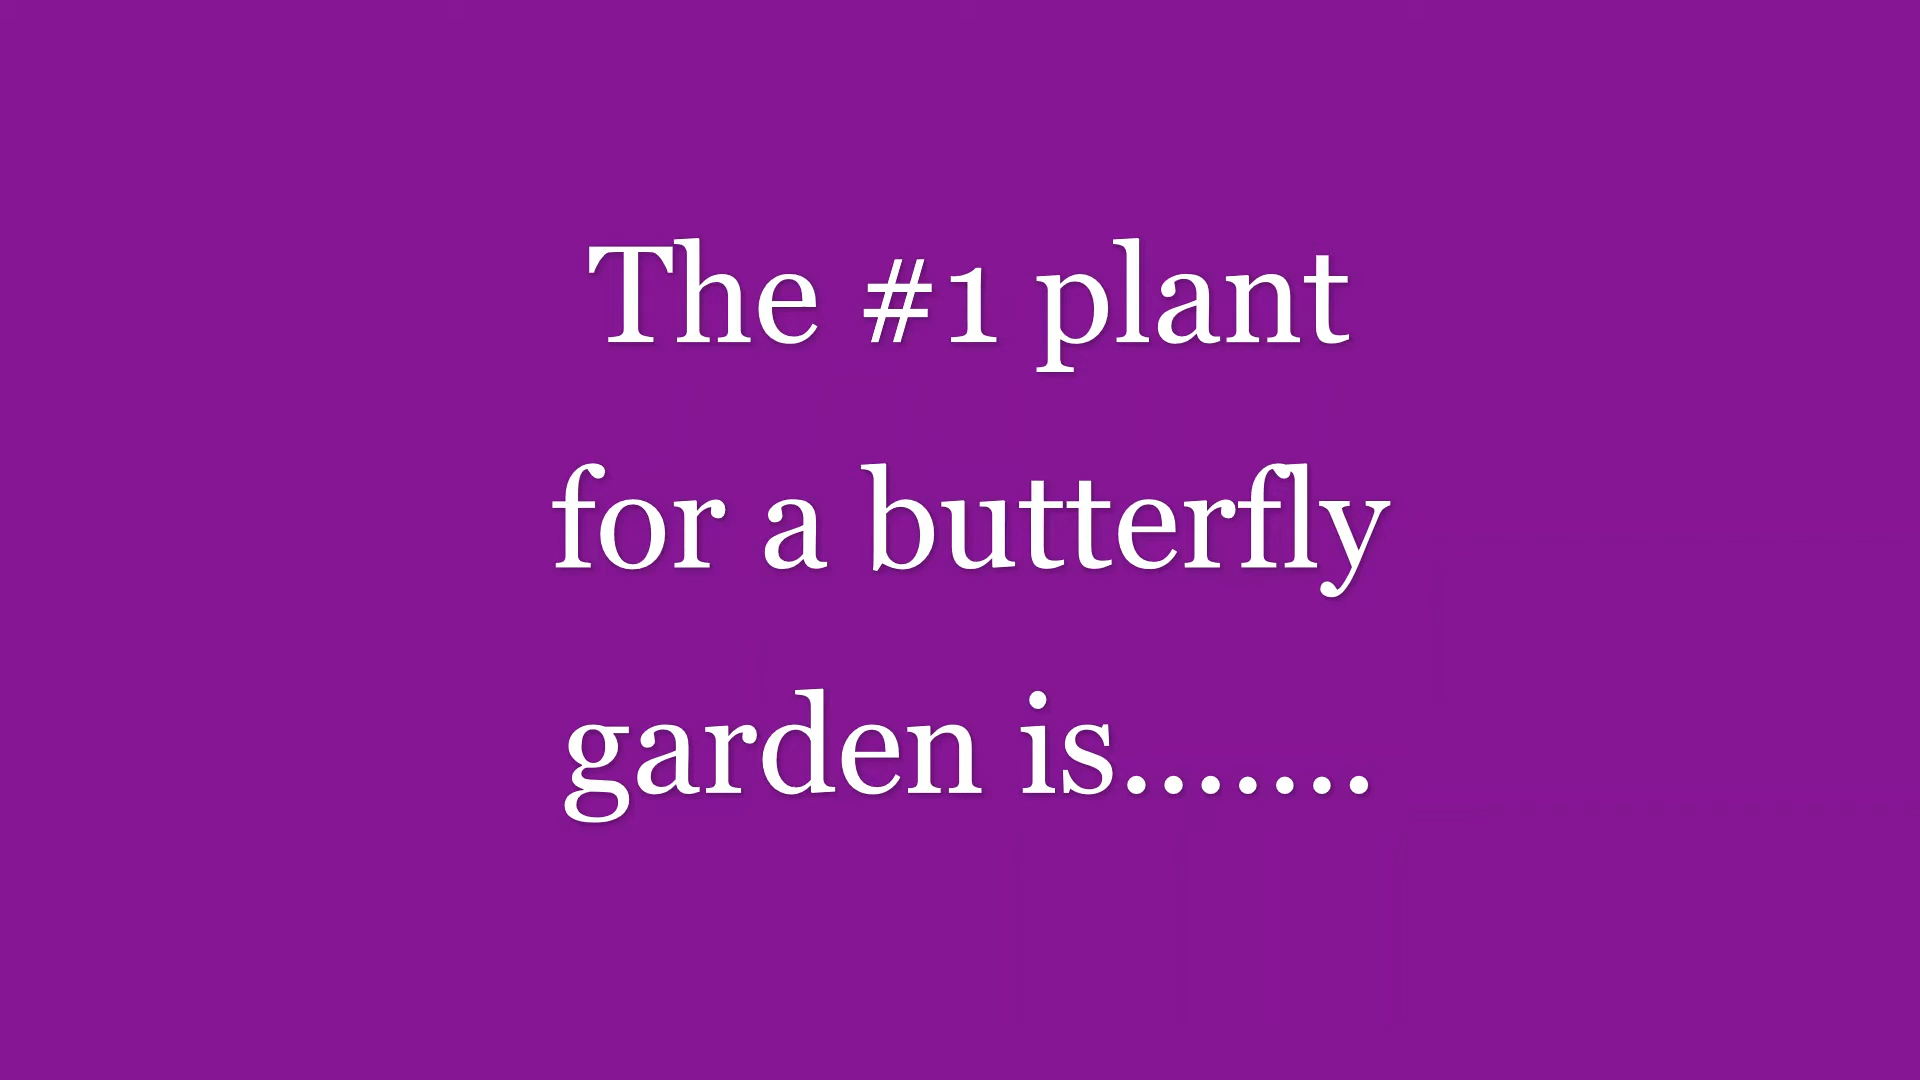 The #1 plant
for a butterfly
garden is.......